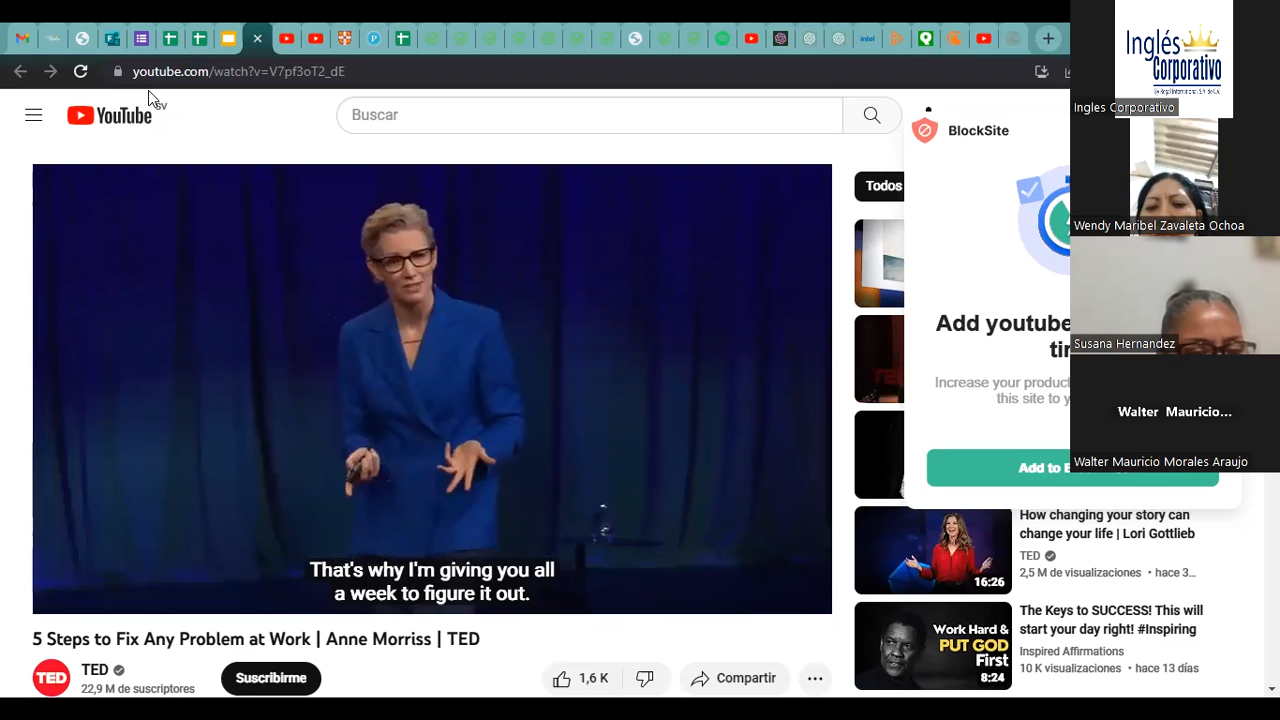 youtube.com/watch?v=V7pf3oT2_dE
YouTube SV
Buscar
BlockSite
Todos
Add youtube
Increase your product
this site to y
Add to
That's why I'm giving you all
a week to figure it out.
5 Steps to Fix Any Problem at Work | Anne Morriss | TED
TED
TED
22,9 M de suscriptores
Suscribirme
1,6 K
Compartir
How changing your story can
change your life | Lori Gottlieb
TED
2,5 M de visualizaciones • hace 3...
16:26
The Keys to SUCCESS! This will
start your day right! #Inspiring
Inspired Affirmations
10 K visualizaciones • hace 13 días
Work Hard &
PUT GOD
First
8:24
Inglés
Corporativo
Ingles Corporativo
Wendy Maribel Zavaleta Ochoa
Susana Hernandez
Walter Mauricio...
Walter Mauricio Morales Araujo